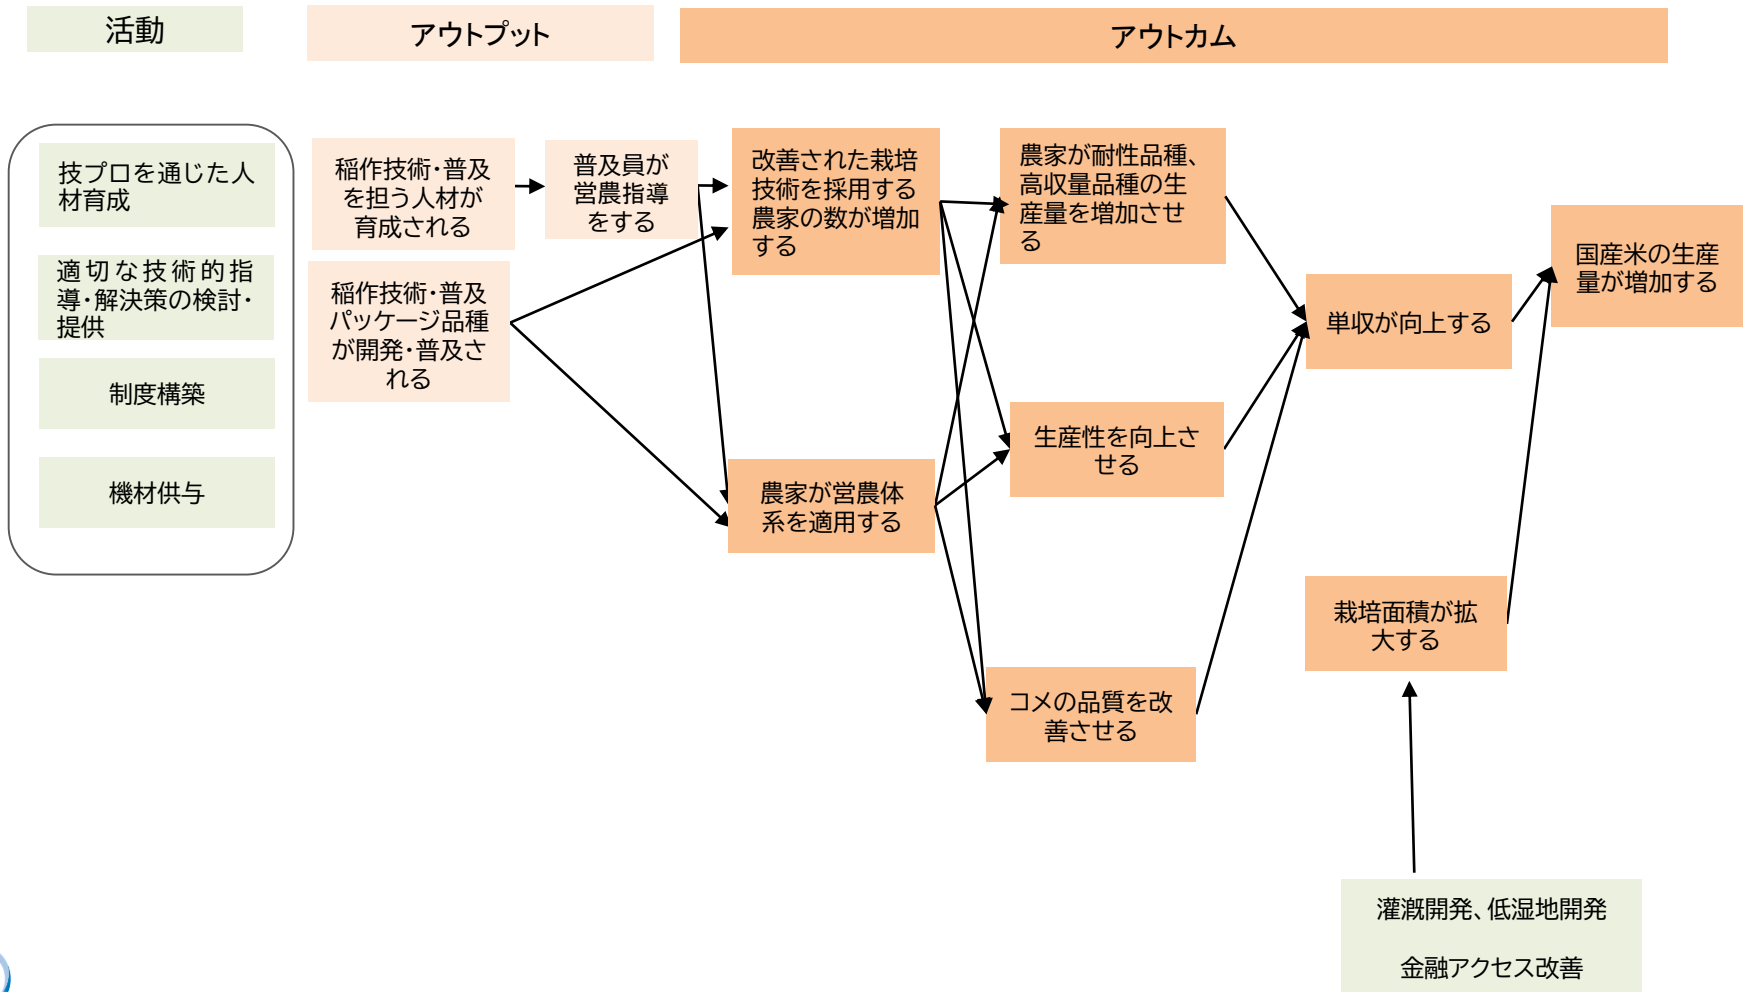 活動
アウトプット
アウトカム
技プロを通じた人
材育成
適切な技術的指
導・解決策の検討・
提供
制度構築
機材供与
稲作技術・普及
を担う人材が
育成される
稲作技術・普及
パッケージ品種
が開発・普及さ
れる
普及員が
営農指導
をする
改善された栽培
技術を採用する
農家の数が増加
する
農家が営農体
系を適用する
農家が耐性品種、
高収量品種の生
産量を増加させ
る
生産性を向上さ
せる
コメの品質を改
善させる
単収が向上する
栽培面積が拡
大する
国産米の生産
量が増加する
灌漑開発、低湿地開発
金融アクセス改善